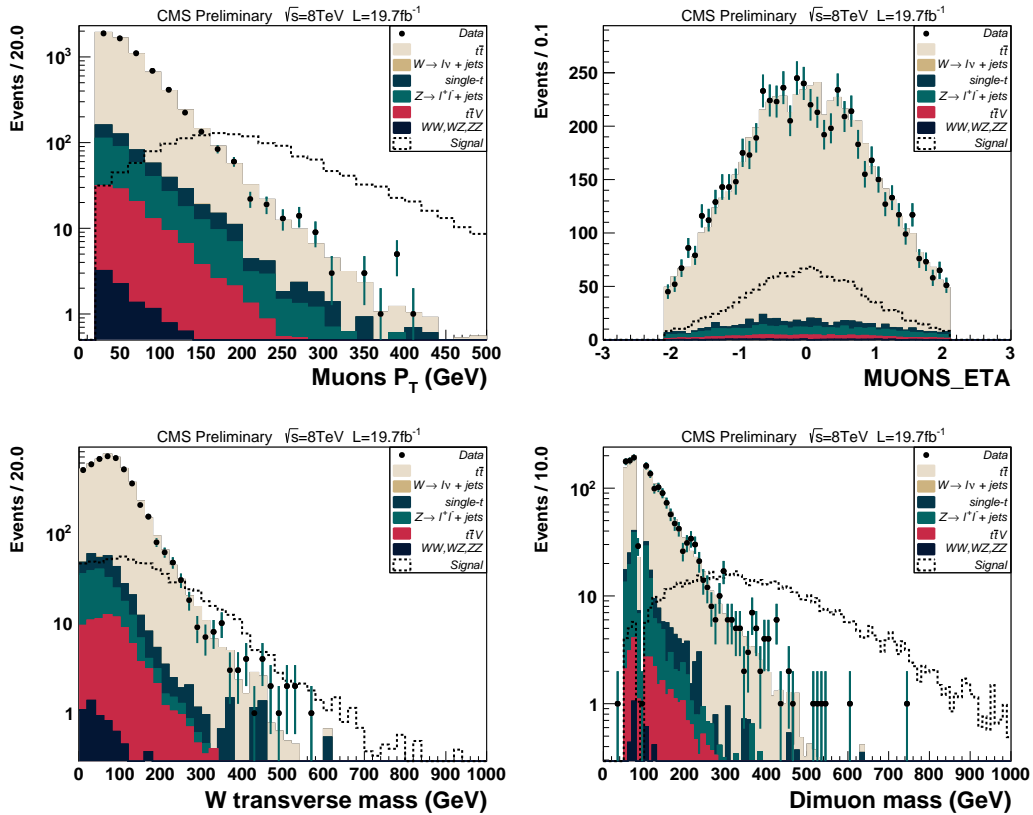 CMS Preliminary √s=8TeV L=19.7fb⁻¹
Events / 20.0
10³
10²
10
1
Data
tt̄
W → lν + jets
single-t
Z → l⁺l⁻ + jets
tt̄V
WW,WZ,ZZ
Signal
0 50 100 150 200 250 300 350 400 450 500
Muons P_T (GeV)
CMS Preliminary √s=8TeV L=19.7fb⁻¹
Events / 0.1
250
200
150
100
50
0
Data
tt̄
W → lν + jets
single-t
Z → l⁺l⁻ + jets
tt̄V
WW,WZ,ZZ
Signal
-3 -2 -1 0 1 2 3
MUONS_ETA
CMS Preliminary √s=8TeV L=19.7fb⁻¹
Events / 20.0
10²
10
1
Data
tt̄
W → lν + jets
single-t
Z → l⁺l⁻ + jets
tt̄V
WW,WZ,ZZ
Signal
0 100 200 300 400 500 600 700 800 900 1000
W transverse mass (GeV)
CMS Preliminary √s=8TeV L=19.7fb⁻¹
Events / 10.0
10²
10
1
Data
tt̄
W → lν + jets
single-t
Z → l⁺l⁻ + jets
tt̄V
WW,WZ,ZZ
Signal
0 100 200 300 400 500 600 700 800 900 1000
Dimuon mass (GeV)